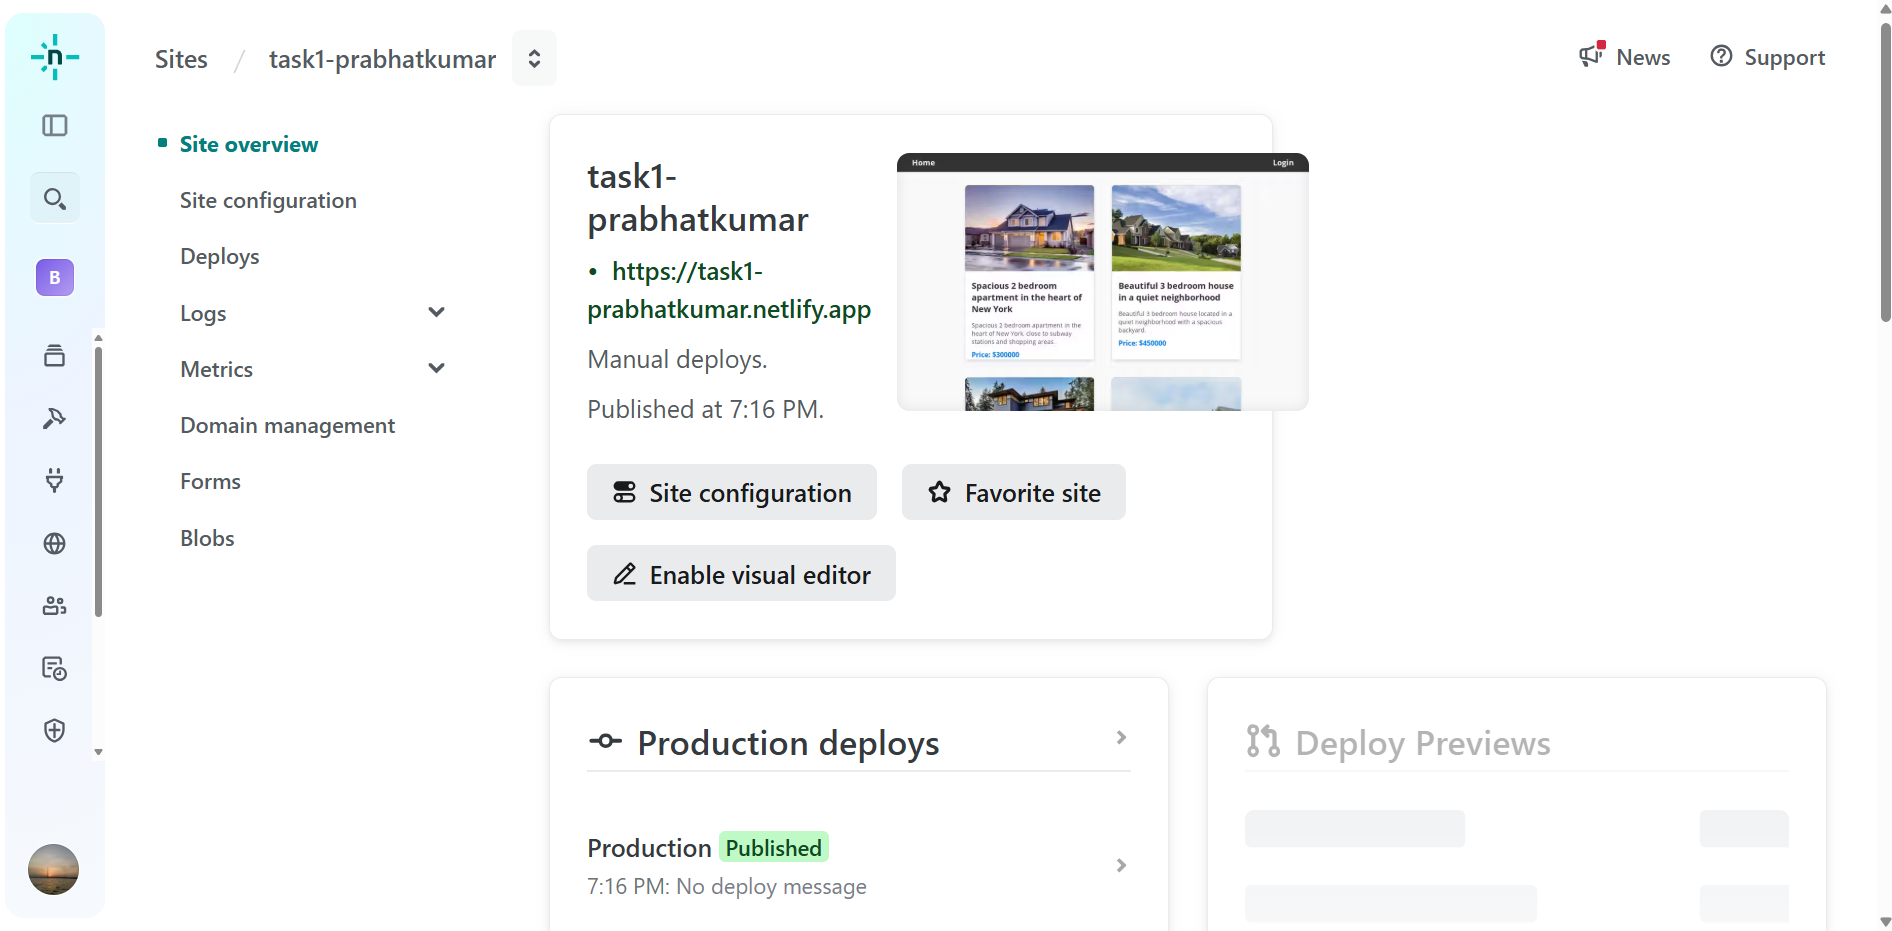 n
Sites / task1-prabhatkumar
News
Support
B
Site overview
Site configuration
Deploys
Logs
Metrics
Domain management
Forms
Blobs
task1-
prabhatkumar
• https://task1-
prabhatkumar.netlify.app
Manual deploys.
Published at 7:16 PM.
Home
Login
Spacious 2 bedroom
apartment in the heart of
New York
Spacious 2 bedroom apartment in the
heart of New York, close to subway
stations and shopping areas.
Price: $300000
Beautiful 3 bedroom house
in a quiet neighborhood
Beautiful 3 bedroom house located in a
quiet neighborhood with a spacious
backyard.
Price: $450000
Site configuration
Favorite site
Enable visual editor
Production deploys
Production Published
7:16 PM: No deploy message
Deploy Previews